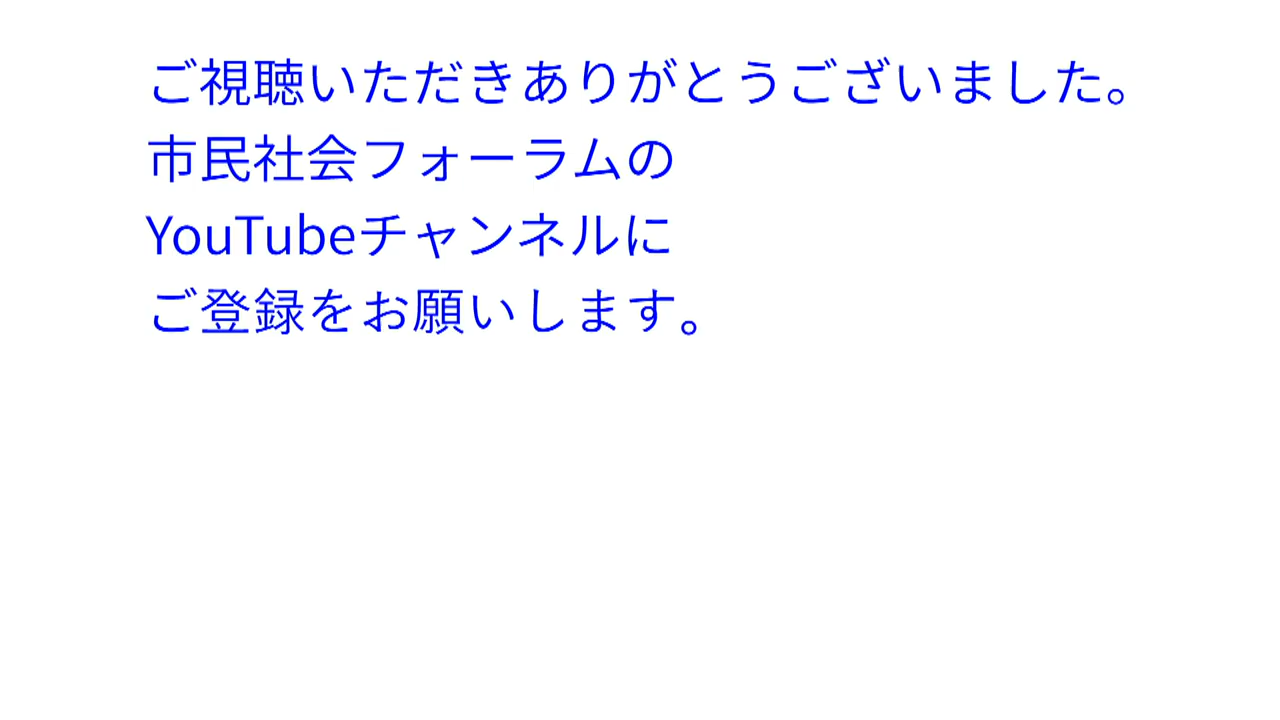 ご視聴いただきありがとうございました。
市民社会フォーラムの
YouTubeチャンネルに
ご登録をお願いします。